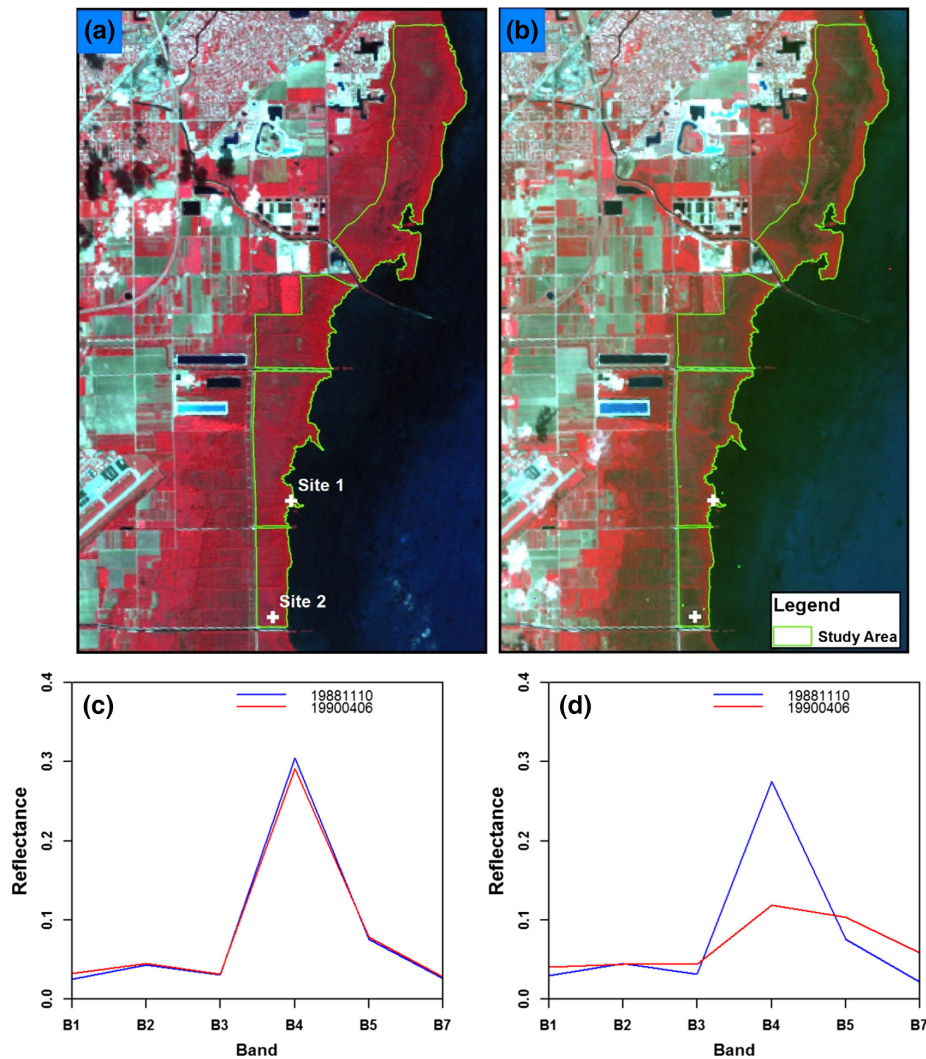 (a)
(b)
Site 1
Site 2
Legend
Study Area
(c)
19881110
19900406
0.4
0.3
0.2
0.1
0.0
Reflectance
B1 B2 B3 B4 B5 B7
Band
(d)
19881110
19900406
0.4
0.3
0.2
0.1
0.0
Reflectance
B1 B2 B3 B4 B5 B7
Band